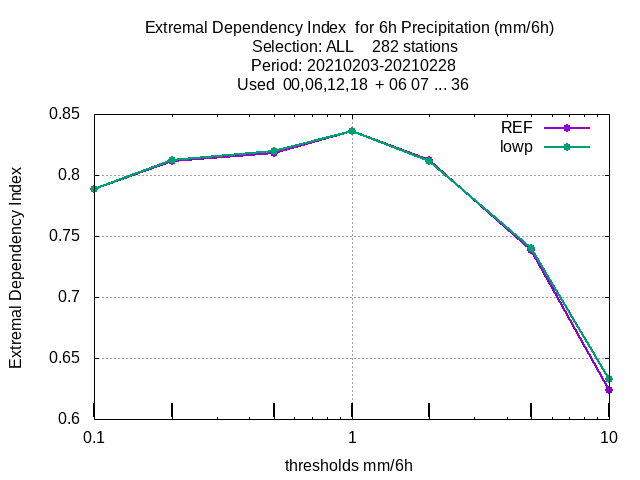 Extremal Dependency Index  for 6h Precipitation (mm/6h)
Selection: ALL    282 stations
Period: 20210203-20210228
Used  00,06,12,18  + 06 07 ... 36
REF
lowp
Extremal Dependency Index
0.85
0.8
0.75
0.7
0.65
0.6
0.1 1 10
thresholds mm/6h